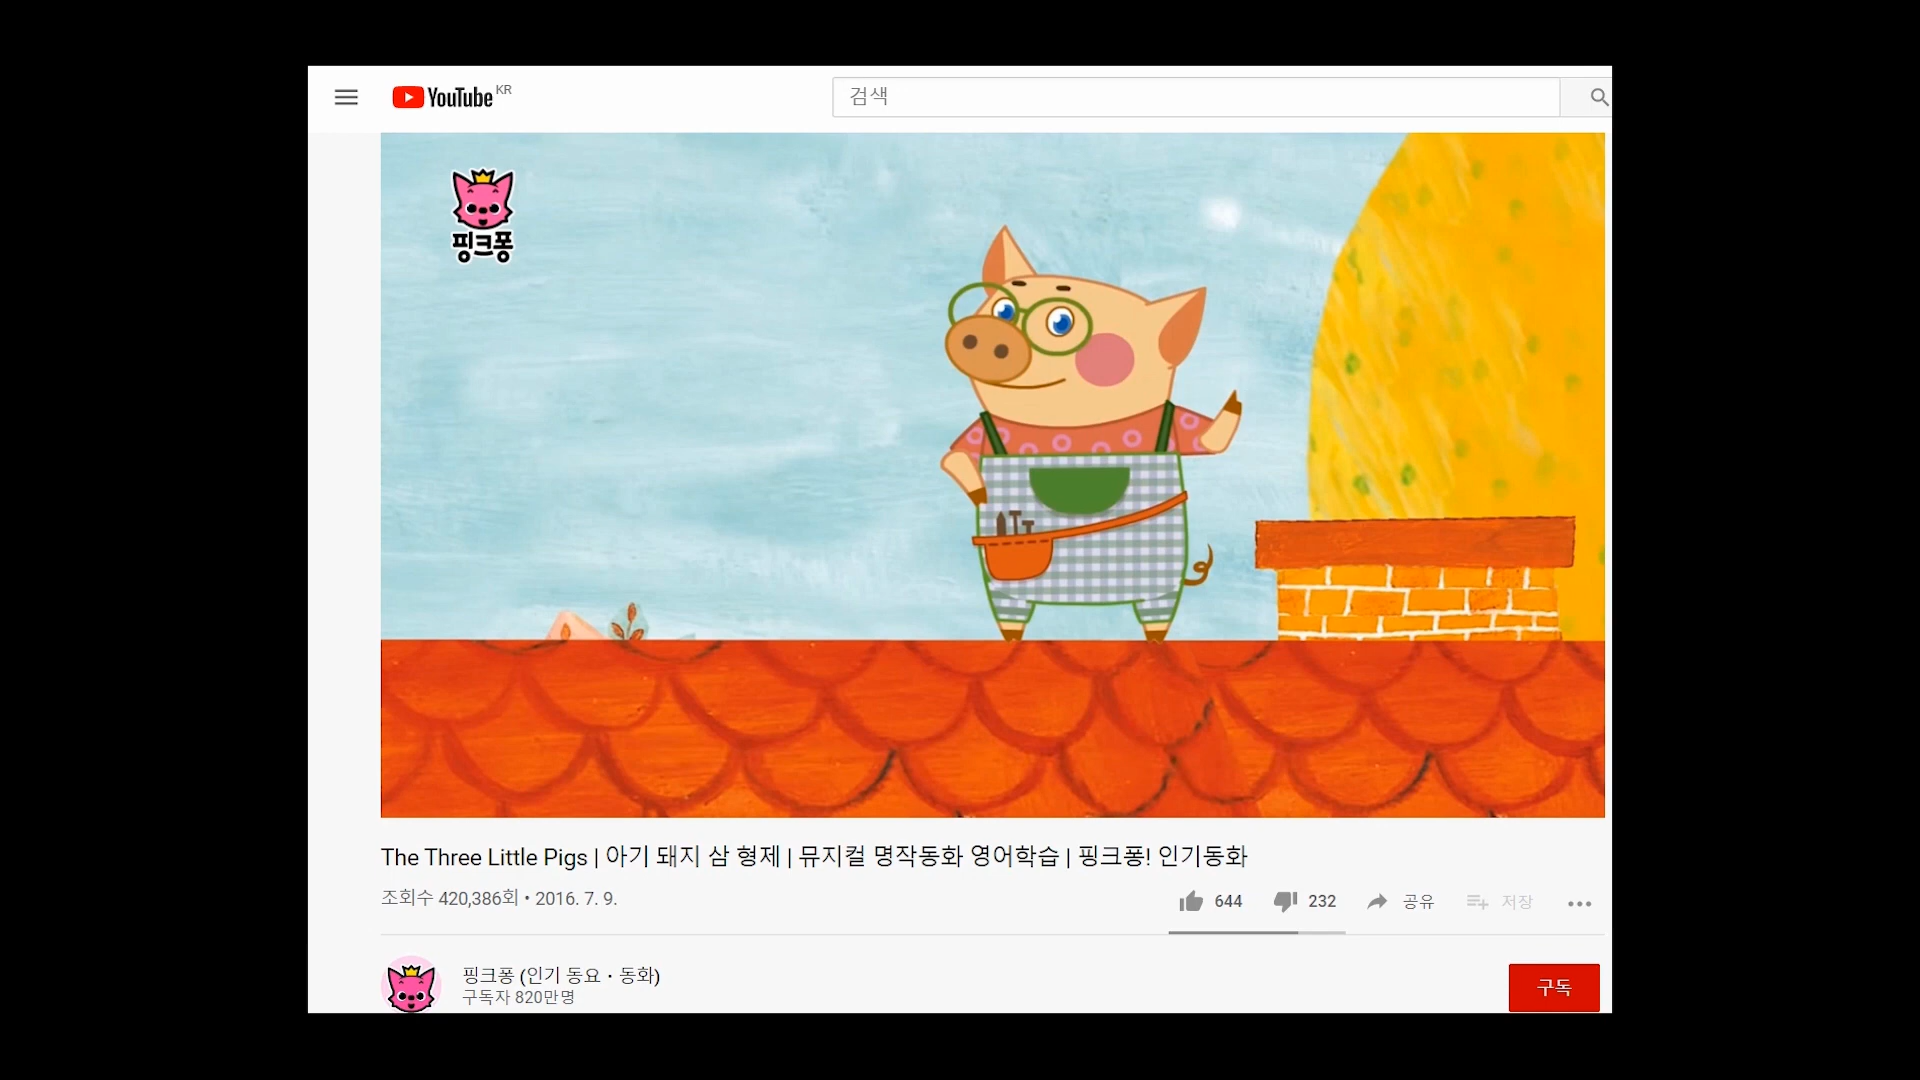 YouTube KR
검색
핑크퐁
The Three Little Pigs | 아기 돼지 삼 형제 | 뮤지컬 명작동화 영어학습 | 핑크퐁! 인기동화
조회수 420,386회 • 2016. 7. 9.
644 232 공유 저장
핑크퐁 (인기 동요・동화)
구독자 820만명
구독